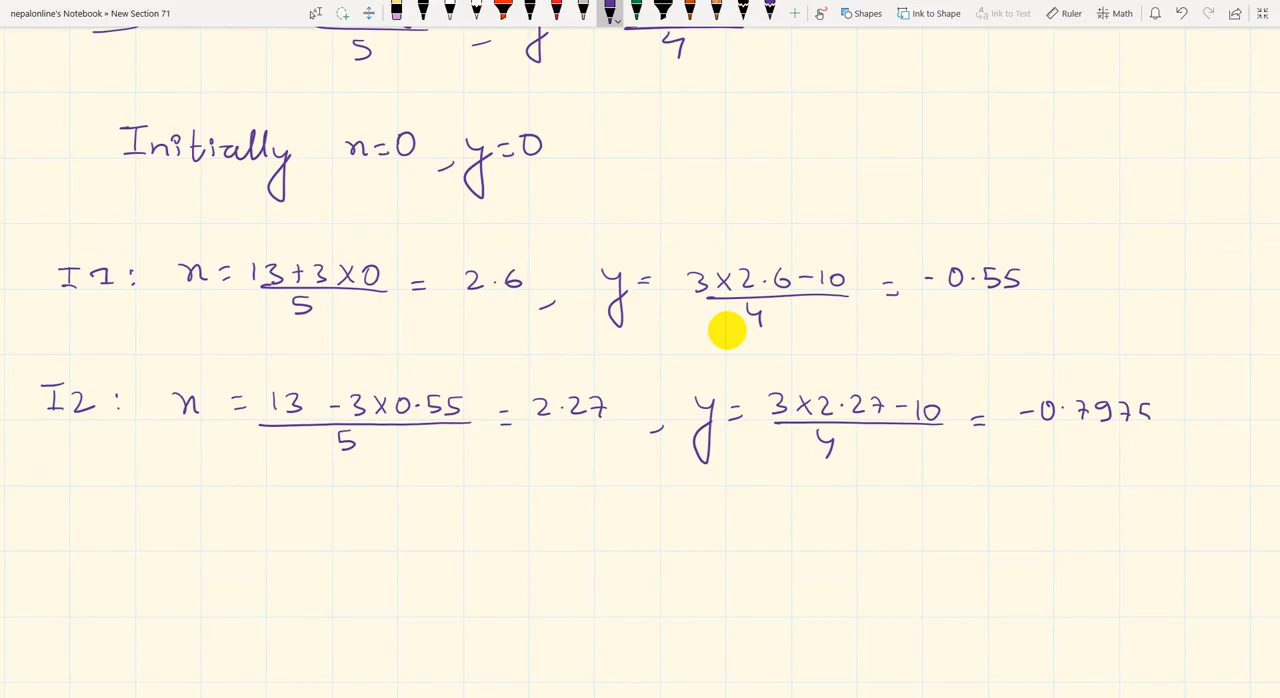 nepalonline's Notebook » New Section 71
Shapes Ink to Shape Ink to Text Ruler Math
5 - y 4
Initially x=0, y=0
I1: x = 13+3×0 / 5 = 2.6, y = 3×2.6-10 / 4 = -0.55
I2: x = 13-3×0.55 / 5 = 2.27, y = 3×2.27-10 / 4 = -0.7975